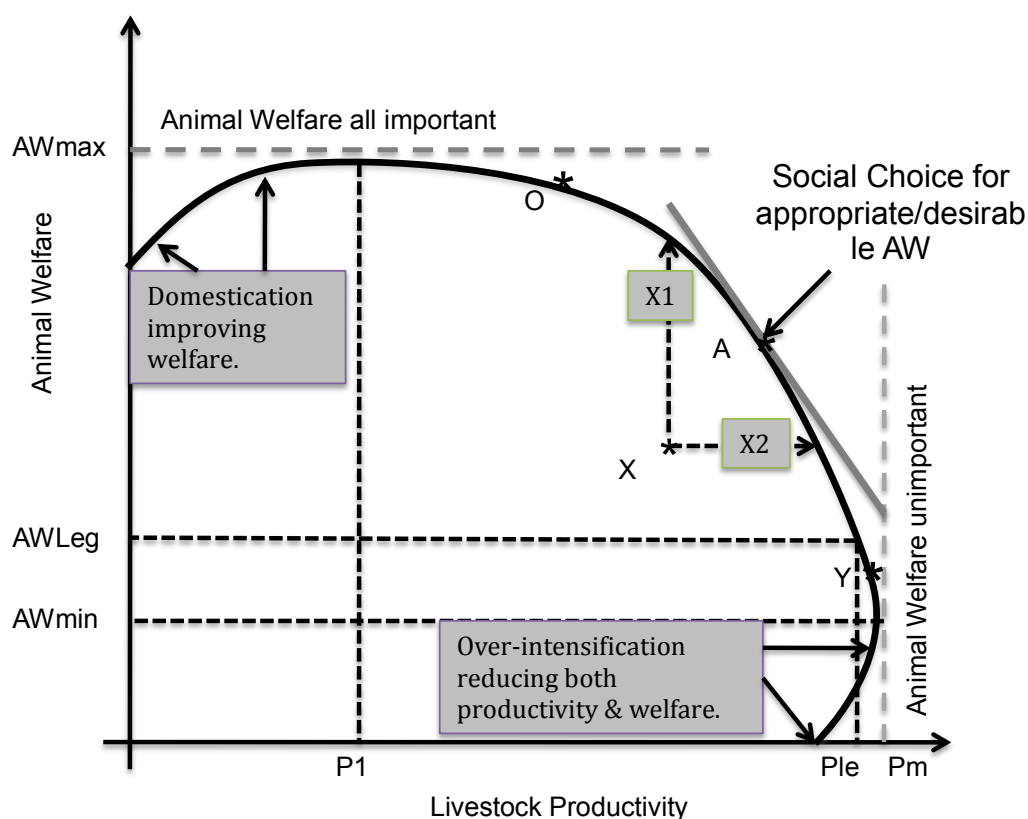 Animal Welfare all important
AWmax
Social Choice for
appropriate/desirab
le AW
O
X1
Domestication
improving
welfare.
Animal Welfare
A
X2
X
Animal Welfare unimportant
AWLeg
Y
AWmin
Over-intensification
reducing both
productivity & welfare.
P1
Ple
Pm
Livestock Productivity